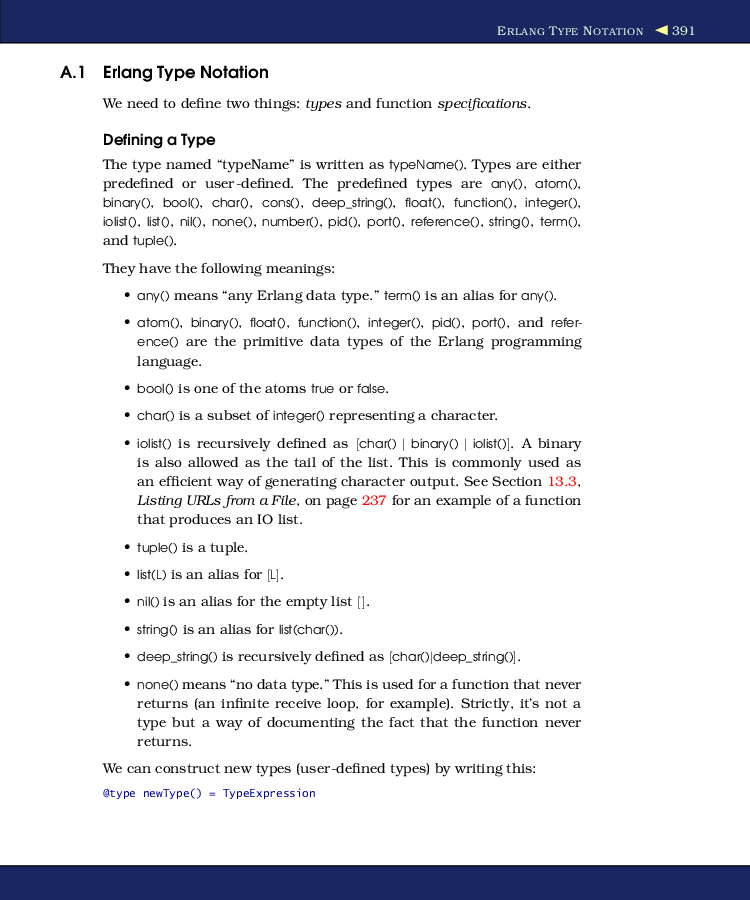 ERLANG TYPE NOTATION ◀ 391
A.1 Erlang Type Notation
We need to define two things: types and function specifications.
Defining a Type
The type named “typeName” is written as typeName(). Types are either
predefined or user-defined. The predefined types are any(), atom(),
binary(), bool(), char(), cons(), deep_string(), float(), function(), integer(),
iolist(), list(), nil(), none(), number(), pid(), port(), reference(), string(), term(),
and tuple().
They have the following meanings:
• any() means “any Erlang data type.” term() is an alias for any().
• atom(), binary(), float(), function(), integer(), pid(), port(), and refer-
ence() are the primitive data types of the Erlang programming
language.
• bool() is one of the atoms true or false.
• char() is a subset of integer() representing a character.
• iolist() is recursively defined as [char() | binary() | iolist()]. A binary
is also allowed as the tail of the list. This is commonly used as
an efficient way of generating character output. See Section 13.3,
Listing URLs from a File, on page 237 for an example of a function
that produces an IO list.
• tuple() is a tuple.
• list(L) is an alias for [L].
• nil() is an alias for the empty list [].
• string() is an alias for list(char()).
• deep_string() is recursively defined as [char()|deep_string()].
• none() means “no data type.” This is used for a function that never
returns (an infinite receive loop, for example). Strictly, it’s not a
type but a way of documenting the fact that the function never
returns.
We can construct new types (user-defined types) by writing this:
@type newType() = TypeExpression